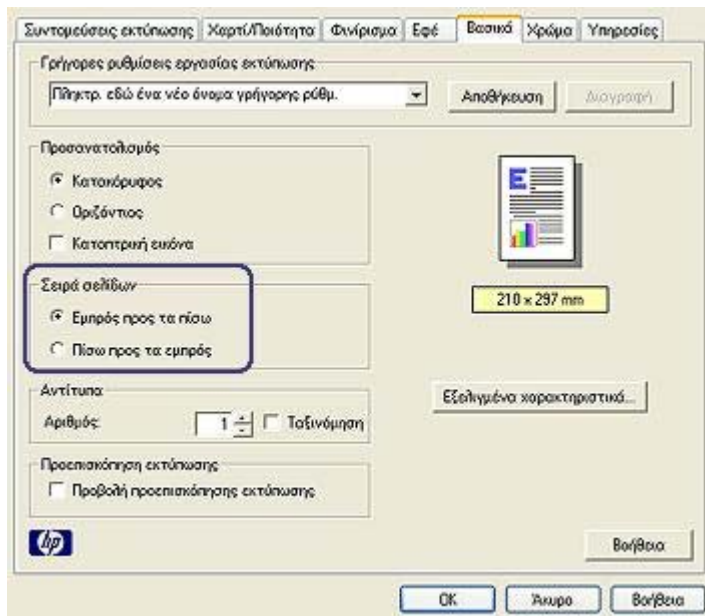 Συντομεύσεις εκτύπωσης Χαρτί/Ποιότητα Φινίρισμα Εφέ Βασικά Χρώμα Υπηρεσίες
Γρήγορες ρυθμίσεις εργασίας εκτύπωσης
Πληκτρ. εδώ ένα νέο όνομα γρήγορης ρύθμ. Αποθήκευση Διαγραφή
Προσανατολισμός
Κατακόρυφος
Οριζόντιος
Κατοπτρική εικόνα
Σειρά σελίδων
Εμπρός προς τα πίσω
Πίσω προς τα εμπρός
210 x 297 mm
Αντίτυπα
Αριθμός: 1 Ταξινόμηση
Εξελιγμένα χαρακτηριστικά...
Προεπισκόπηση εκτύπωσης
Προβολή προεπισκόπησης εκτύπωσης
hp
Βοήθεια
OK Άκυρο Βοήθεια